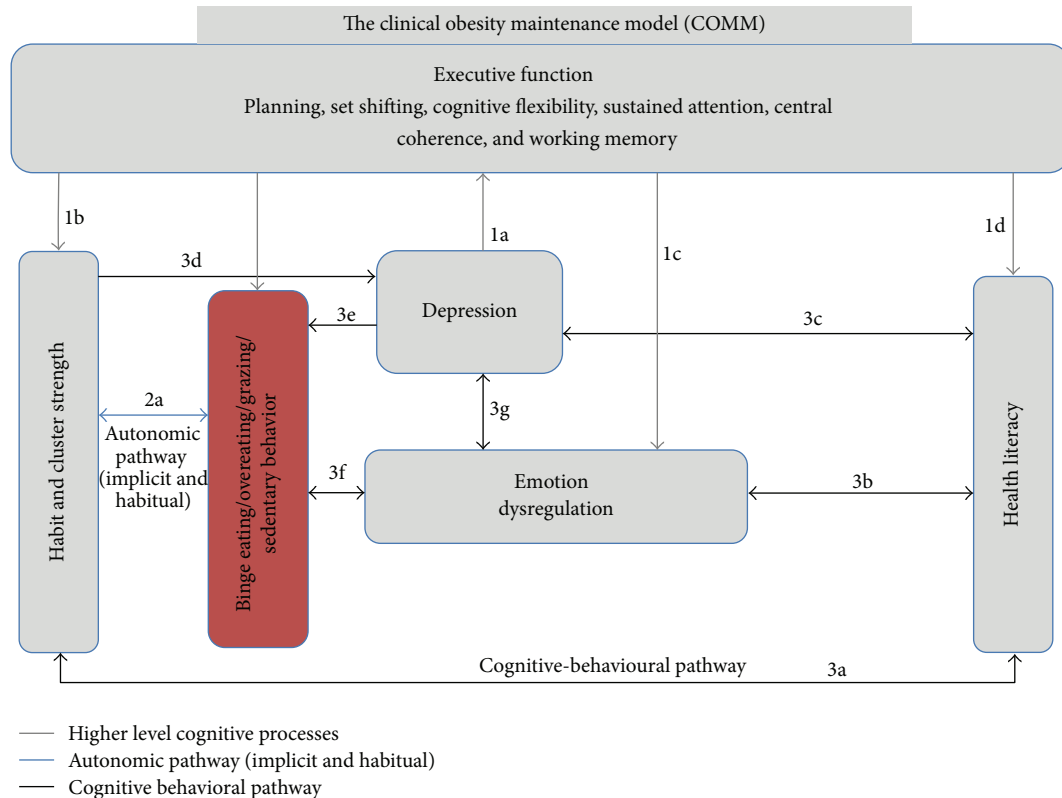 The clinical obesity maintenance model (COMM)
Executive function
Planning, set shifting, cognitive flexibility, sustained attention, central
coherence, and working memory
1b
1a
1c
1d
3d
Depression
3e
3c
Habit and cluster strength
2a
Autonomic
pathway
(implicit and
habitual)
Binge eating/overeating/grazing/
sedentary behavior
3g
3f
Emotion
dysregulation
3b
Health literacy
Cognitive-behavioural pathway
3a
Higher level cognitive processes
Autonomic pathway (implicit and habitual)
Cognitive behavioral pathway